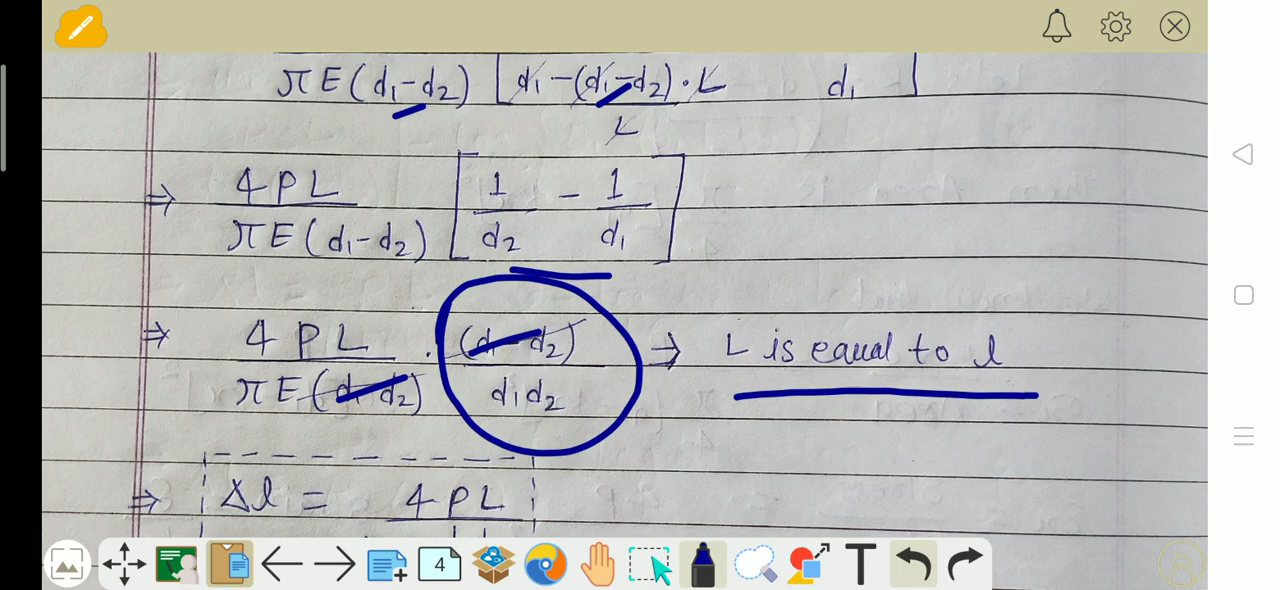 πE(d₁-d₂) [d₁-(d₁-d₂)·L d₁]
L
⇒ 4PL / πE(d₁-d₂) [1/d₂ - 1/d₁]
⇒ 4PL / πE(d₁-d₂) · (d₁-d₂) / d₁d₂ → L is equal to l
⇒ Δl = 4PL
4
T